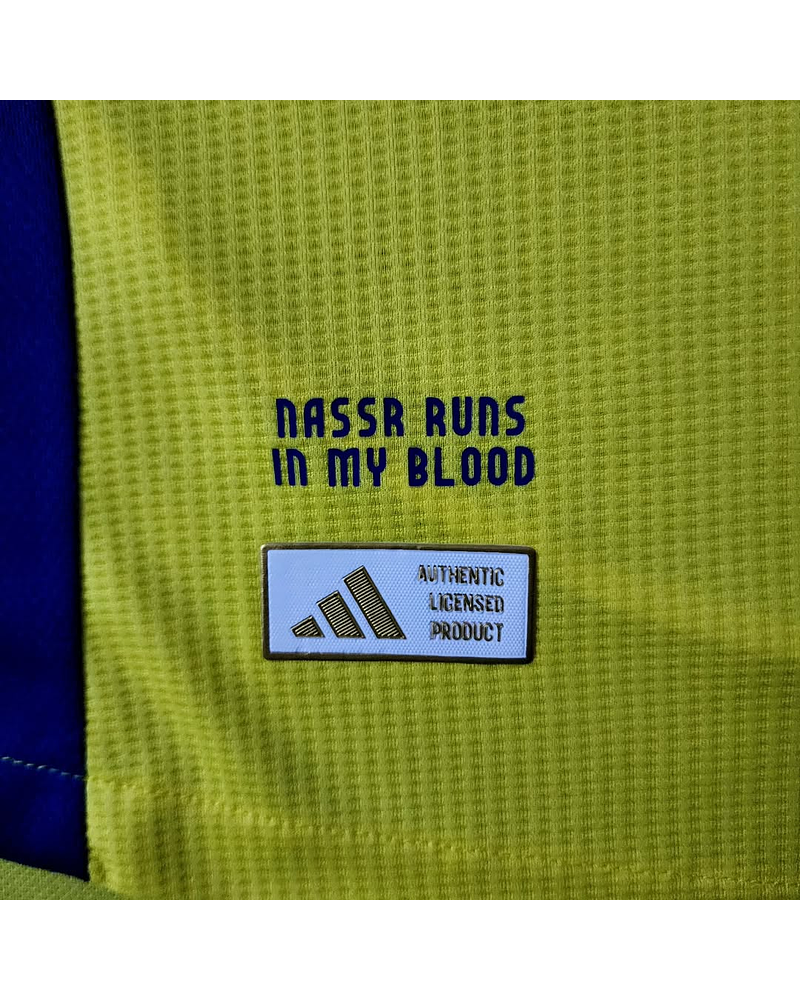 NASSR RUNS
IN MY BLOOD
AUTHENTIC
LICENSED
PRODUCT